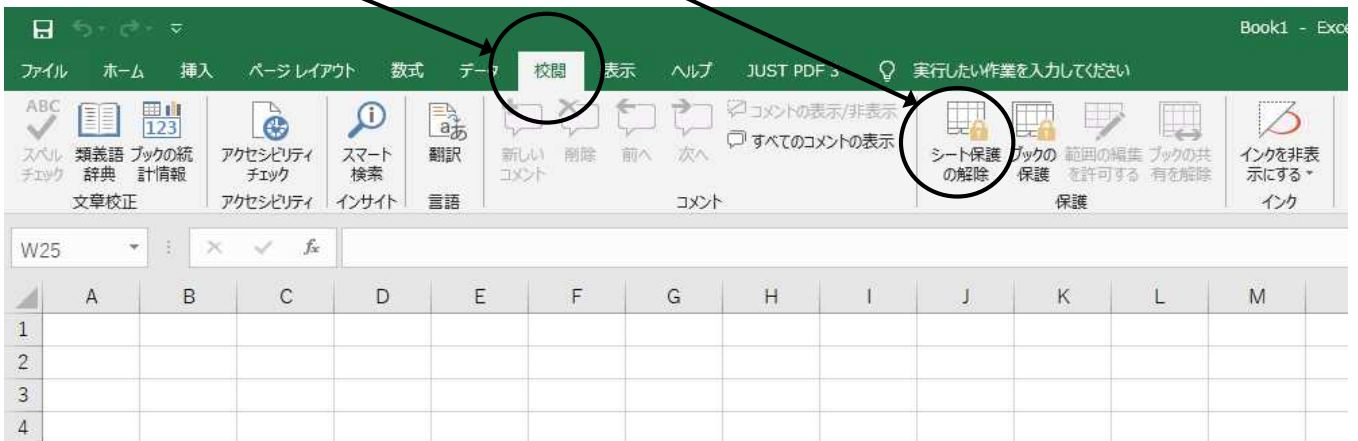 Book1 - Exce
ファイル ホーム 挿入 ページ レイアウト 数式 データ 校閲 表示 ヘルプ JUST PDF 3 実行したい作業を入力してください
ABC スペルチェック 類義語辞典 123 ブックの統計情報 アクセシビリティチェック スマート検索 aあ 翻訳 新しいコメント 削除 前へ 次へ コメントの表示/非表示 すべてのコメントの表示 シート保護の解除 ブックの保護 範囲の編集を許可する ブックの共有を解除 インクを非表示にする
文章校正 アクセシビリティ インサイト 言語 コメント 保護 インク
W25 fx
A B C D E F G H I J K L M
1
2
3
4